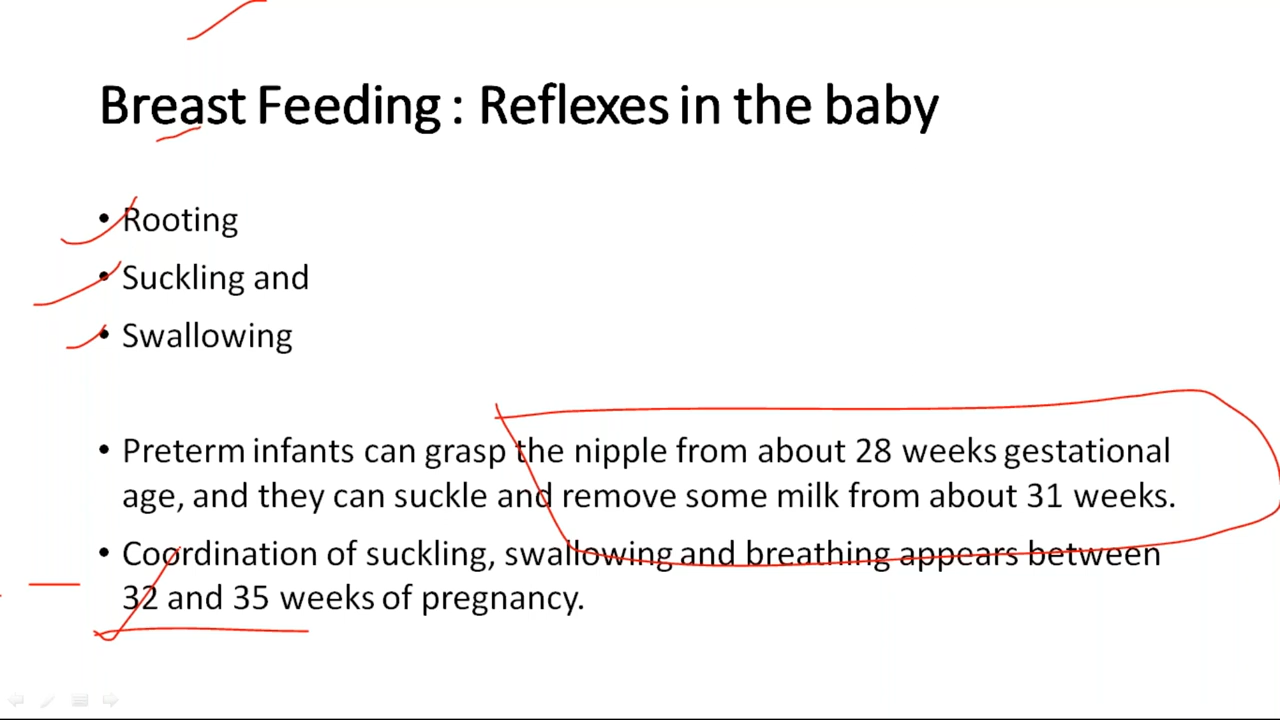 Breast Feeding : Reflexes in the baby
• Rooting
• Suckling and
• Swallowing
• Preterm infants can grasp the nipple from about 28 weeks gestational
age, and they can suckle and remove some milk from about 31 weeks.
• Coordination of suckling, swallowing and breathing appears between
32 and 35 weeks of pregnancy.